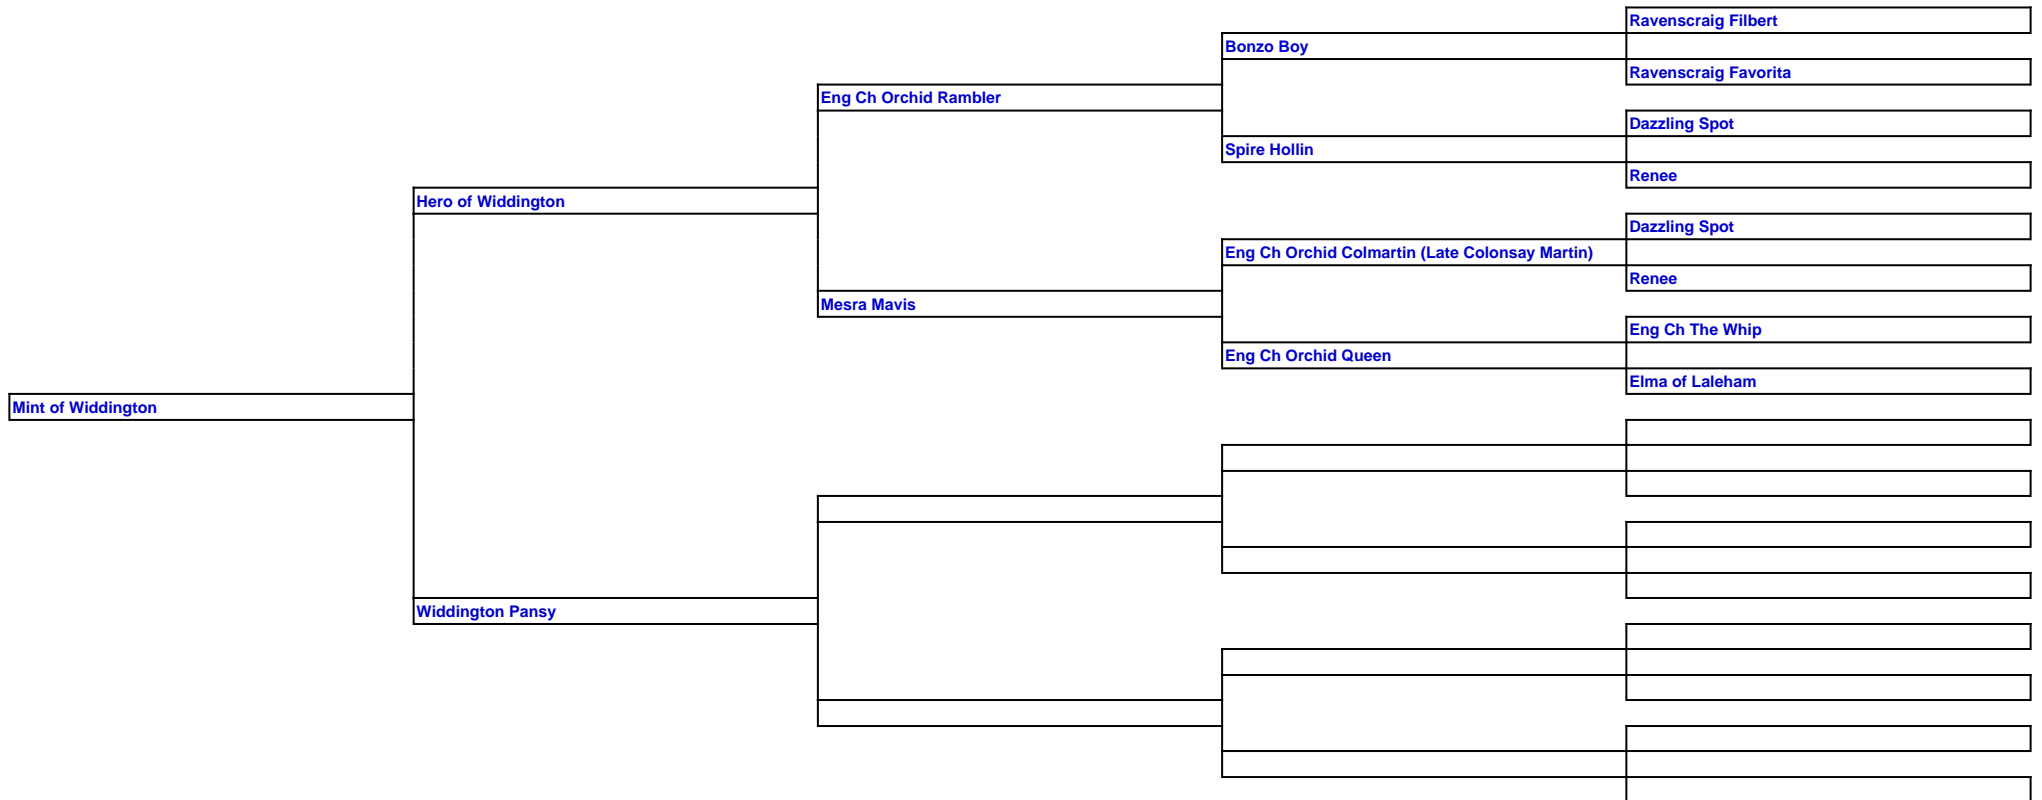 Ravenscraig Filbert
Bonzo Boy
Ravenscraig Favorita
Eng Ch Orchid Rambler
Dazzling Spot
Spire Hollin
Renee
Hero of Widdington
Dazzling Spot
Eng Ch Orchid Colmartin (Late Colonsay Martin)
Renee
Mesra Mavis
Eng Ch The Whip
Eng Ch Orchid Queen
Elma of Laleham
Mint of Widdington
Widdington Pansy